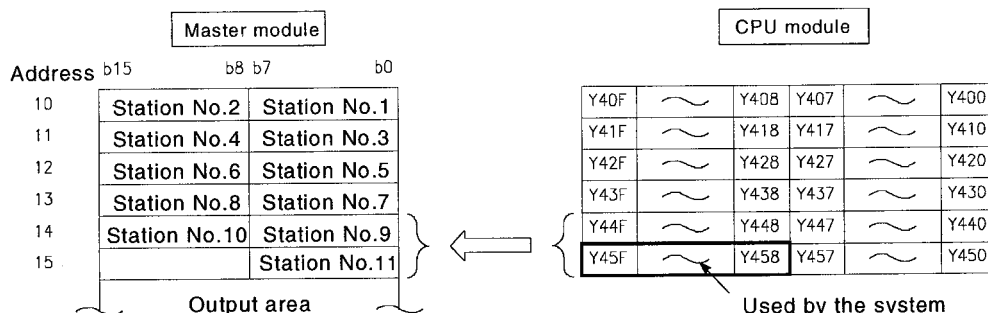 Master module CPU module
Address b15 b8 b7 b0
10 Station No.2 Station No.1 Y40F Y408 Y407 Y400
11 Station No.4 Station No.3 Y41F Y418 Y417 Y410
12 Station No.6 Station No.5 Y42F Y428 Y427 Y420
13 Station No.8 Station No.7 Y43F Y438 Y437 Y430
14 Station No.10 Station No.9 Y44F Y448 Y447 Y440
15 Station No.11 Y45F Y458 Y457 Y450
Output area Used by the system